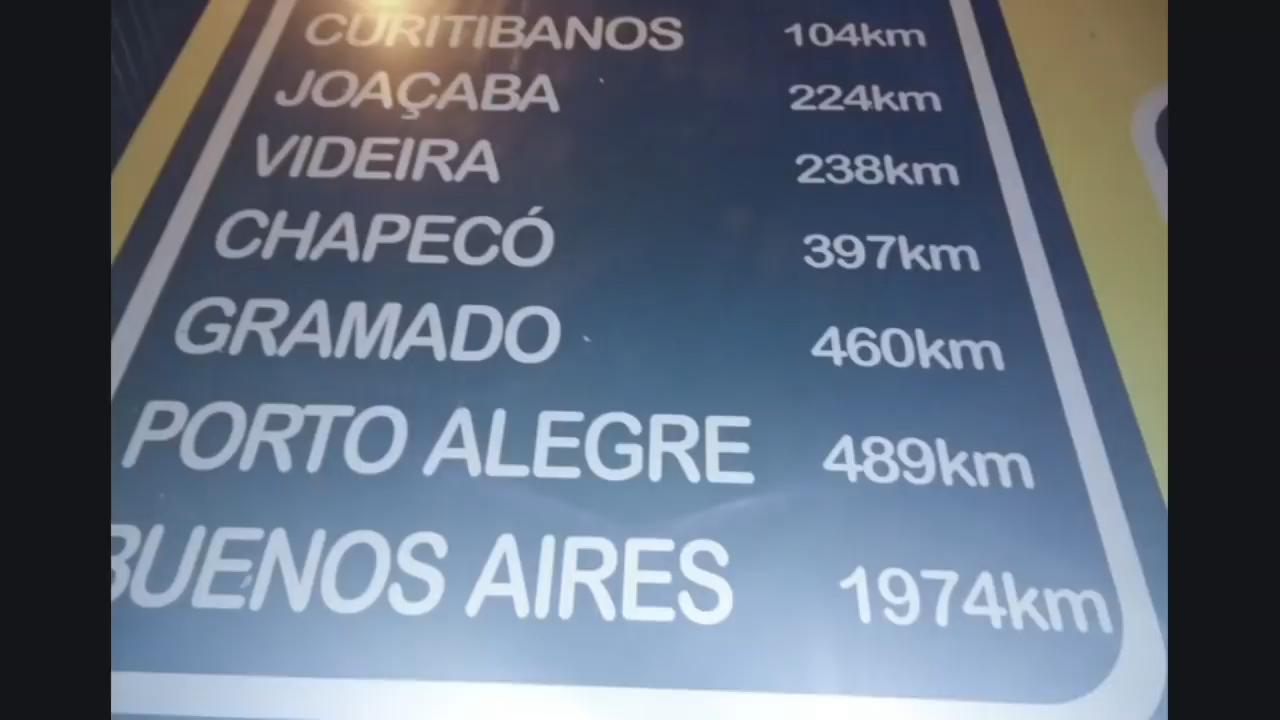 CURITIBANOS 104km
JOAÇABA 224km
VIDEIRA 238km
CHAPECÓ 397km
GRAMADO 460km
PORTO ALEGRE 489km
BUENOS AIRES 1974km